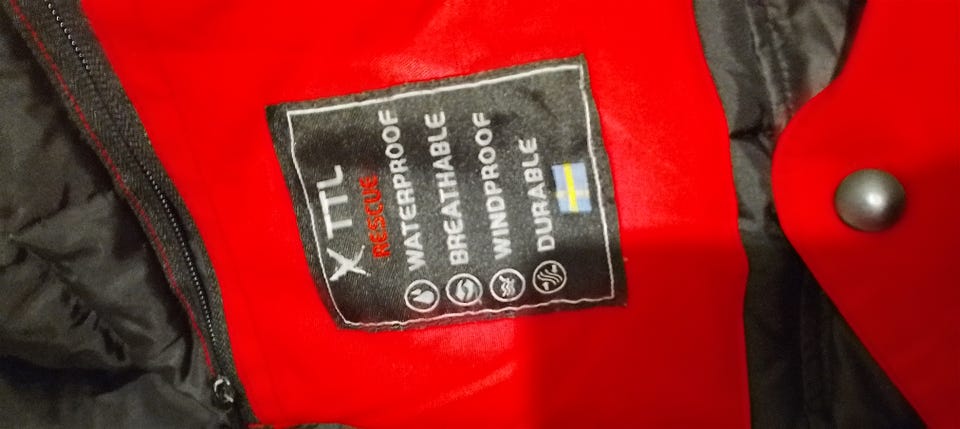 X TTL
RESCUE
WATERPROOF
BREATHABLE
WINDPROOF
DURABLE